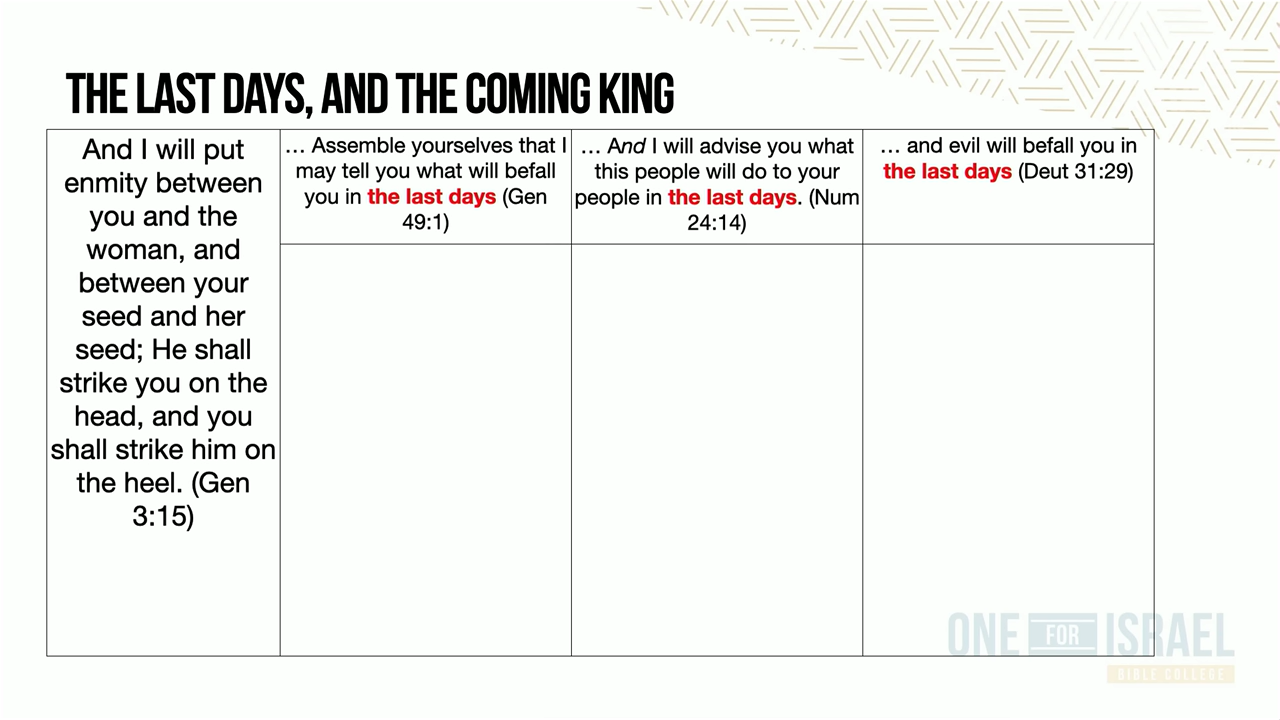 THE LAST DAYS, AND THE COMING KING
And I will put
enmity between
you and the
woman, and
between your
seed and her
seed; He shall
strike you on the
head, and you
shall strike him on
the heel. (Gen
3:15)
… Assemble yourselves that I
may tell you what will befall
you in the last days (Gen
49:1)
… And I will advise you what
this people will do to your
people in the last days. (Num
24:14)
… and evil will befall you in
the last days (Deut 31:29)
ONE FOR ISRAEL
BIBLE COLLEGE